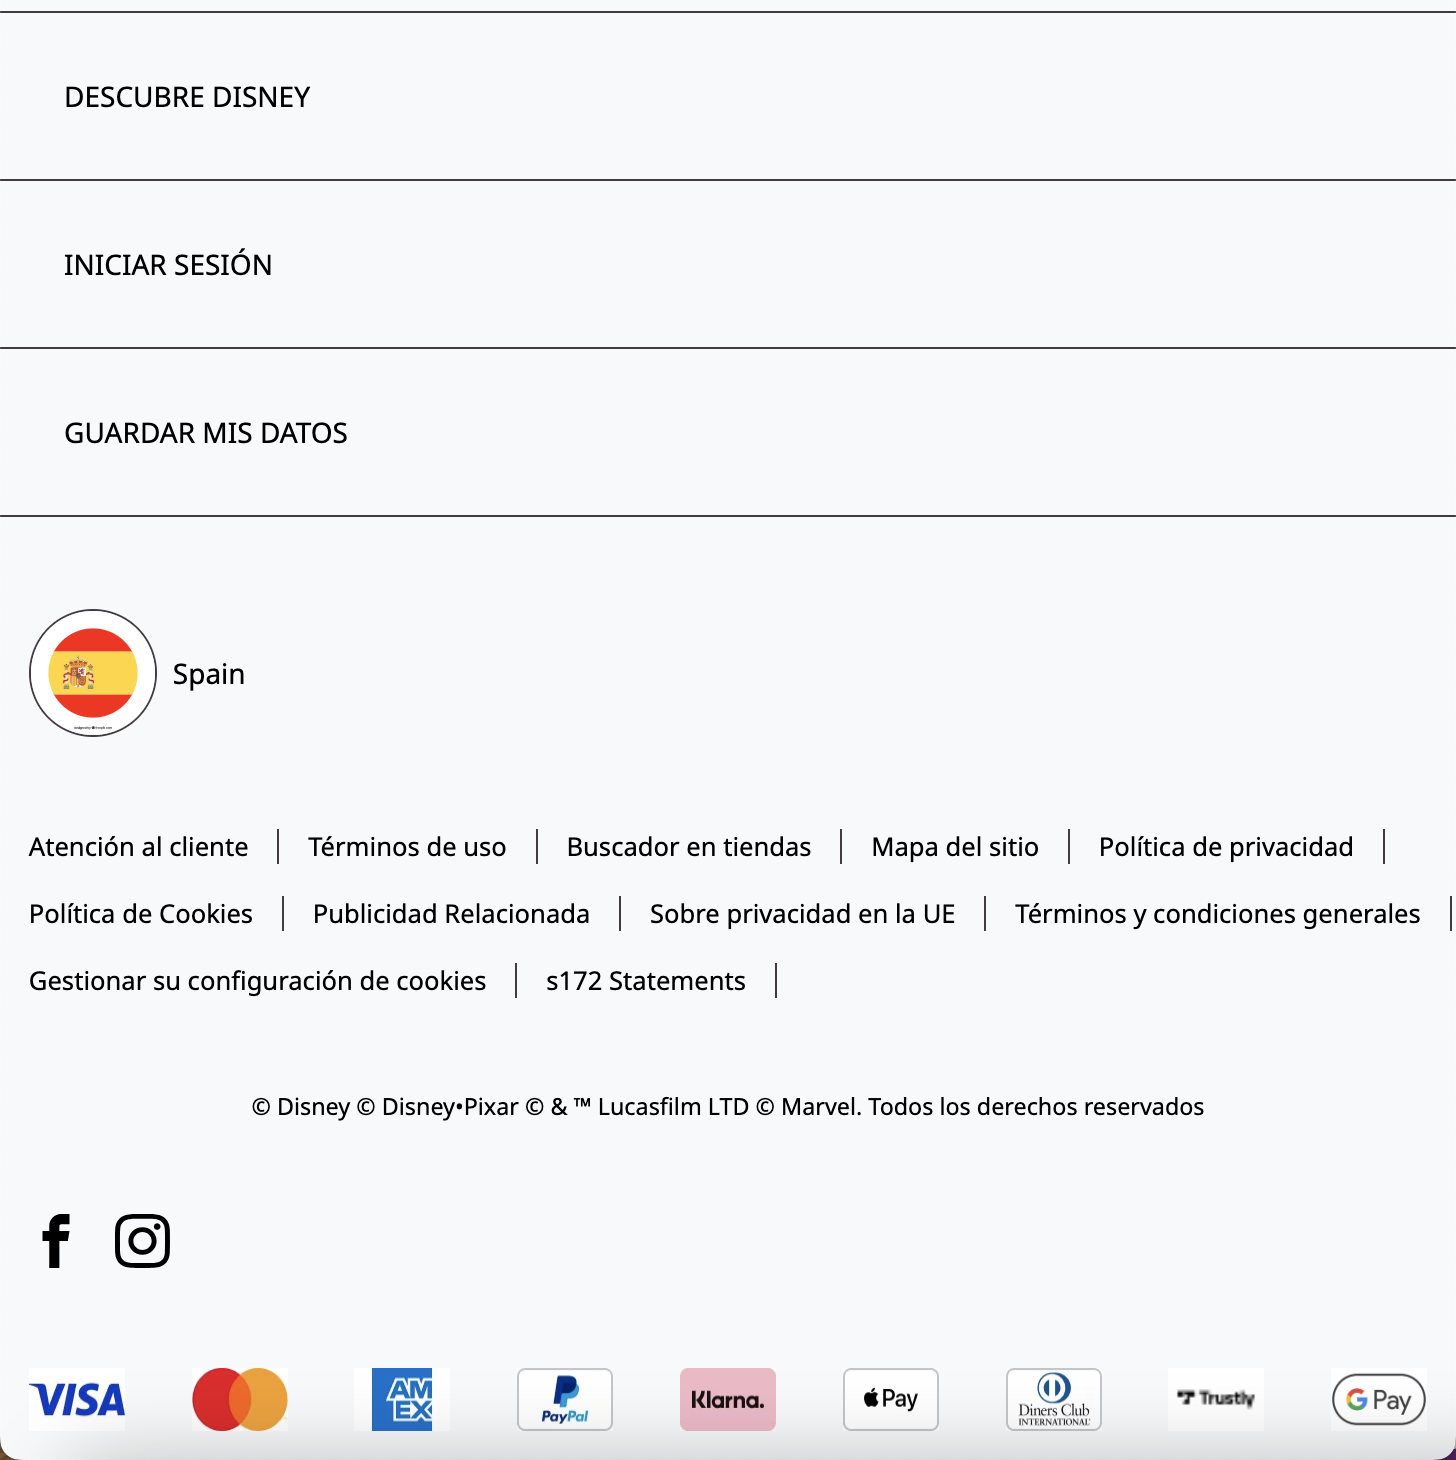 DESCUBRE DISNEY
INICIAR SESIÓN
GUARDAR MIS DATOS
Spain
Atención al cliente | Términos de uso | Buscador en tiendas | Mapa del sitio | Política de privacidad |
Política de Cookies | Publicidad Relacionada | Sobre privacidad en la UE | Términos y condiciones generales |
Gestionar su configuración de cookies | s172 Statements |
© Disney © Disney•Pixar © & ™ Lucasfilm LTD © Marvel. Todos los derechos reservados
VISA AM EX PayPal Klarna. Pay Diners Club INTERNATIONAL Trustly G Pay